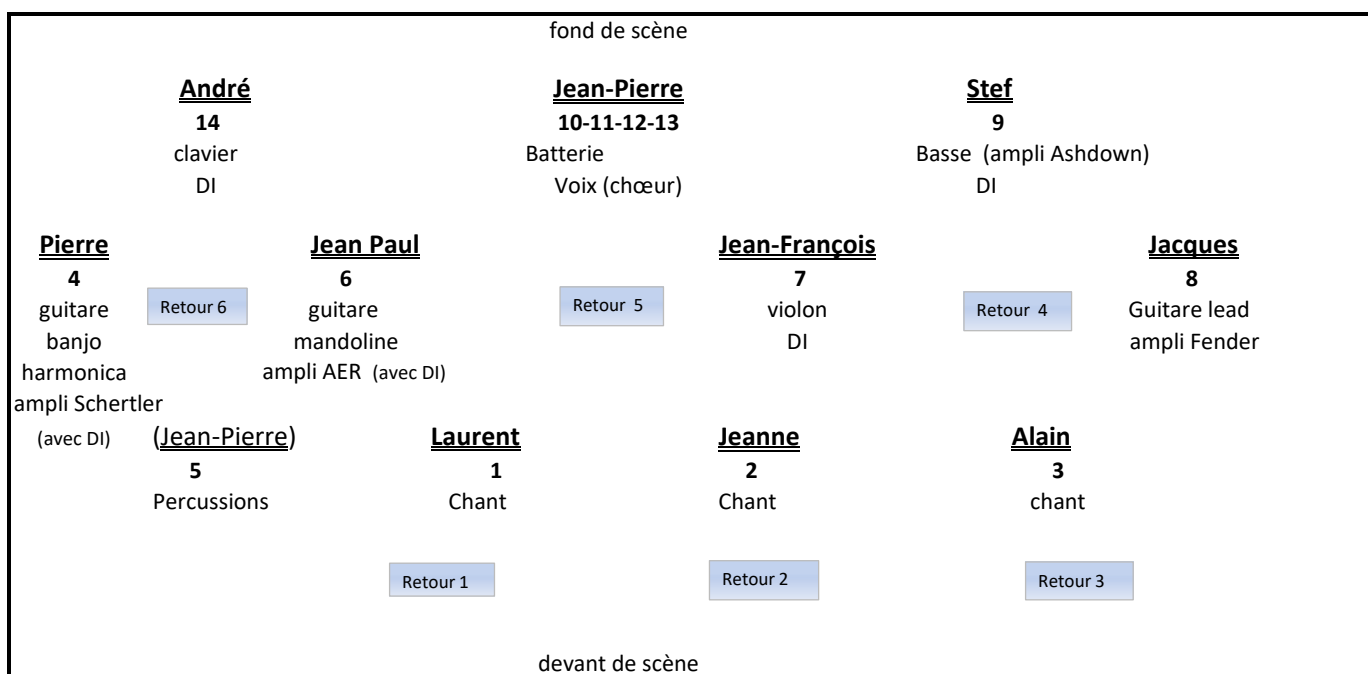 fond de scène
André Jean-Pierre Stef
14 10-11-12-13 9
clavier Batterie Basse (ampli Ashdown)
DI Voix (chœur) DI
Pierre Jean Paul Jean-François Jacques
4 6 7 8
guitare Retour 6 guitare Retour 5 violon Retour 4 Guitare lead
banjo mandoline DI ampli Fender
harmonica ampli AER (avec DI)
ampli Schertler
(avec DI) (Jean-Pierre) Laurent Jeanne Alain
5 1 2 3
Percussions Chant Chant chant
Retour 1 Retour 2 Retour 3
devant de scène